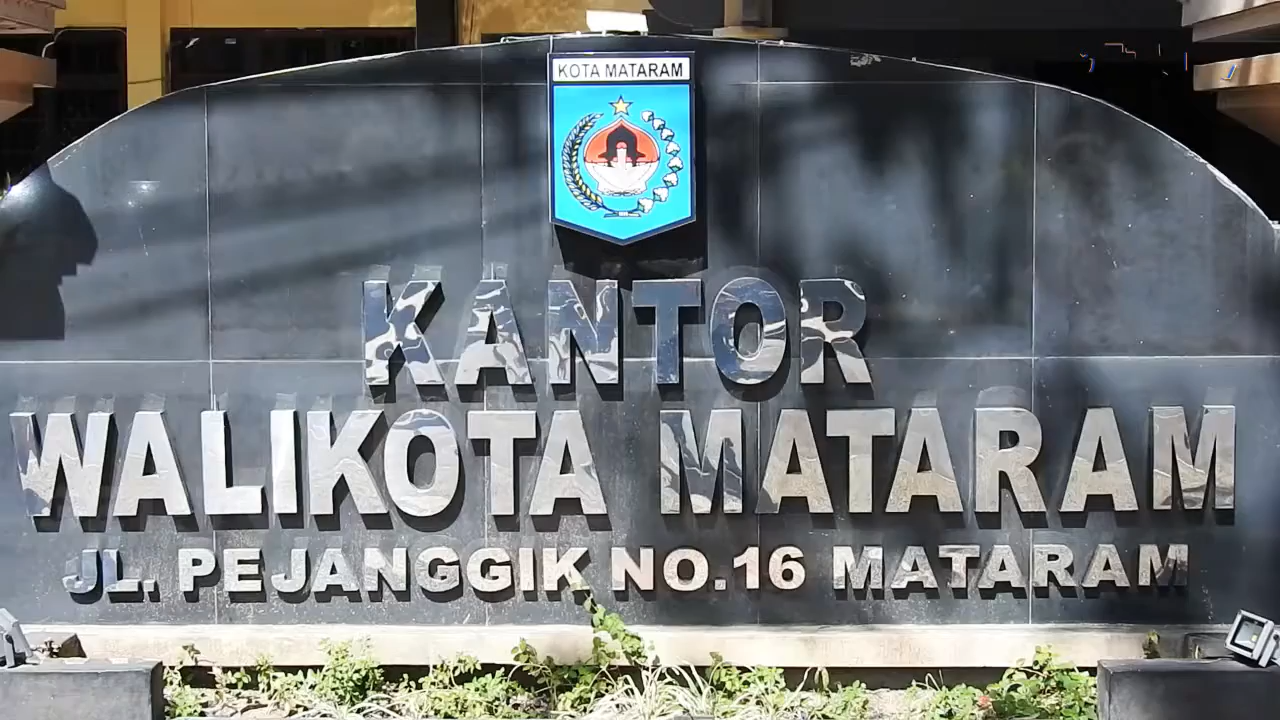 KOTA MATARAM
KANTOR
WALIKOTA MATARAM
JL. PEJANGGIK NO.16 MATARAM